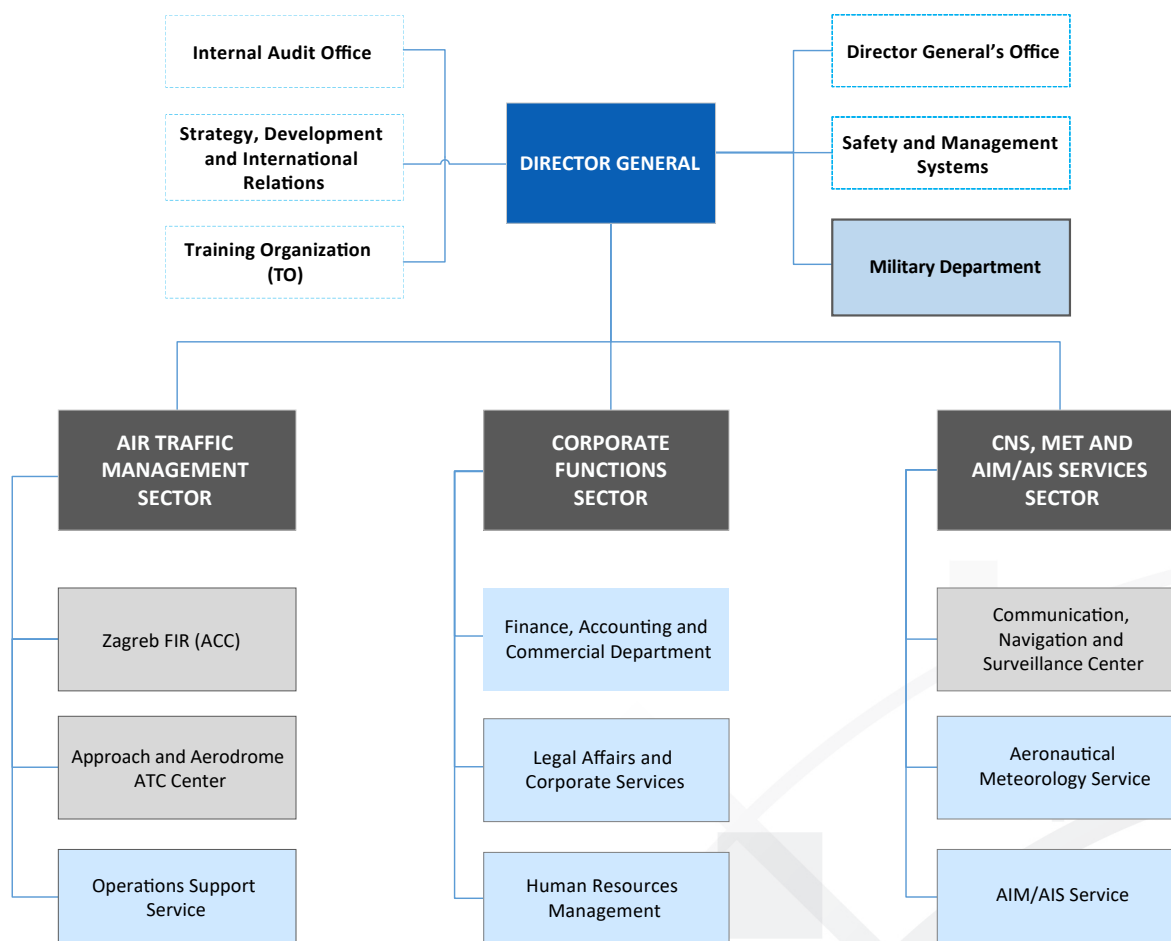 Internal Audit Office
Director General’s Office
Strategy, Development
and International
Relations
DIRECTOR GENERAL
Safety and Management
Systems
Training Organization
(TO)
Military Department
AIR TRAFFIC
MANAGEMENT
SECTOR
CORPORATE
FUNCTIONS
SECTOR
CNS, MET AND
AIM/AIS SERVICES
SECTOR
Zagreb FIR (ACC)
Finance, Accounting and
Commercial Department
Communication,
Navigation and
Surveillance Center
Approach and Aerodrome
ATC Center
Legal Affairs and
Corporate Services
Aeronautical
Meteorology Service
Operations Support
Service
Human Resources
Management
AIM/AIS Service